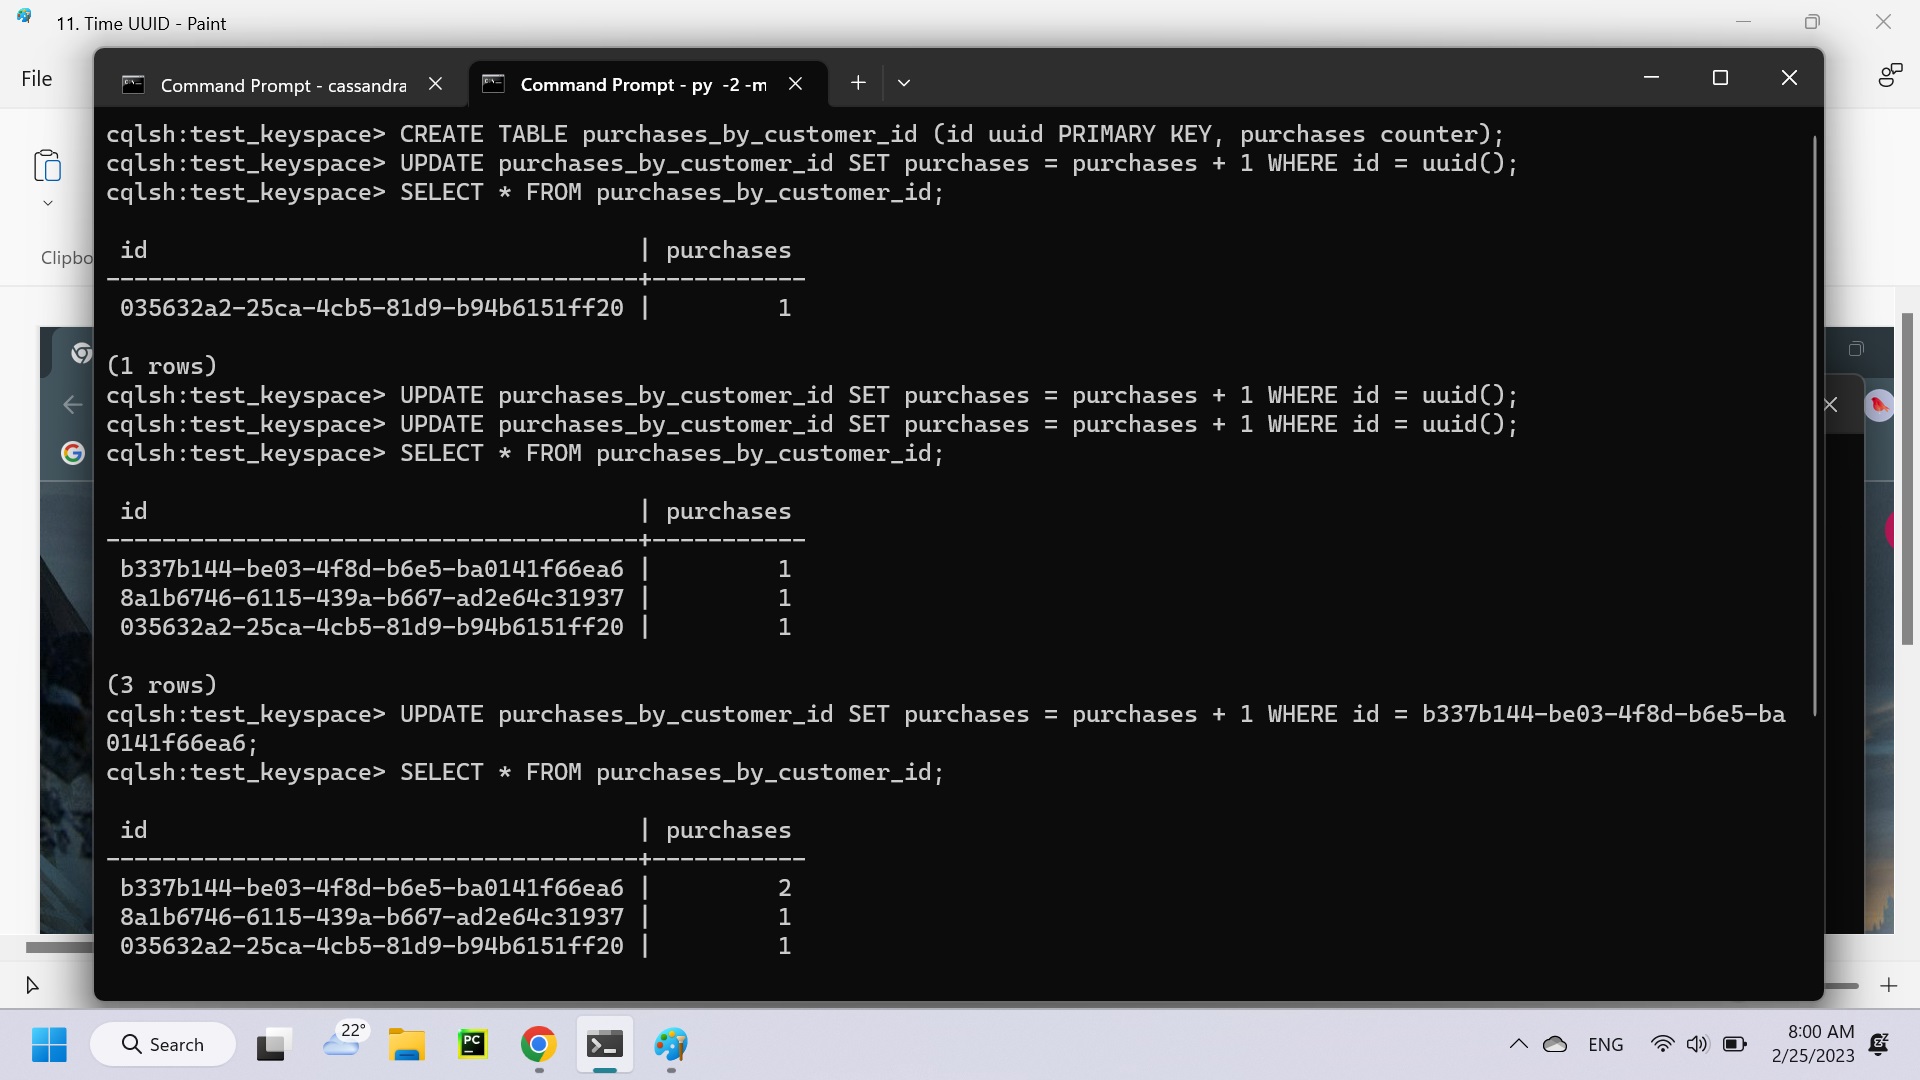 11. Time UUID - Paint
File
Clipbo
Command Prompt - cassandra
Command Prompt - py -2 -m
cqlsh:test_keyspace> CREATE TABLE purchases_by_customer_id (id uuid PRIMARY KEY, purchases counter);
cqlsh:test_keyspace> UPDATE purchases_by_customer_id SET purchases = purchases + 1 WHERE id = uuid();
cqlsh:test_keyspace> SELECT * FROM purchases_by_customer_id;
id | purchases
--------------------------------------+-----------
035632a2-25ca-4cb5-81d9-b94b6151ff20 | 1
(1 rows)
cqlsh:test_keyspace> UPDATE purchases_by_customer_id SET purchases = purchases + 1 WHERE id = uuid();
cqlsh:test_keyspace> UPDATE purchases_by_customer_id SET purchases = purchases + 1 WHERE id = uuid();
cqlsh:test_keyspace> SELECT * FROM purchases_by_customer_id;
id | purchases
--------------------------------------+-----------
b337b144-be03-4f8d-b6e5-ba0141f66ea6 | 1
8a1b6746-6115-439a-b667-ad2e64c31937 | 1
035632a2-25ca-4cb5-81d9-b94b6151ff20 | 1
(3 rows)
cqlsh:test_keyspace> UPDATE purchases_by_customer_id SET purchases = purchases + 1 WHERE id = b337b144-be03-4f8d-b6e5-ba
0141f66ea6;
cqlsh:test_keyspace> SELECT * FROM purchases_by_customer_id;
id | purchases
--------------------------------------+-----------
b337b144-be03-4f8d-b6e5-ba0141f66ea6 | 2
8a1b6746-6115-439a-b667-ad2e64c31937 | 1
035632a2-25ca-4cb5-81d9-b94b6151ff20 | 1
Search
22°
PC
ENG
8:00 AM
2/25/2023